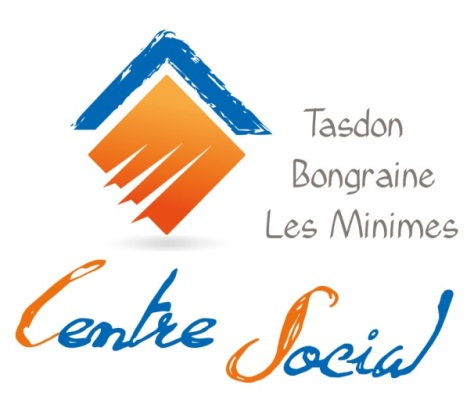 Tasdon
Bongraine
Les Minimes
Centre Social